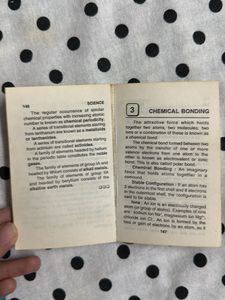 146 SCIENCE
The regular occurrence of similar
chemical properties with increasing atomic
number is known as chemical periodicity.
A series of transitional elements starting
from lanthanum are known as a metalloids
or lanthanides.
A series of transitional elements starting
from actinium are called actinides.
A family of elements headed by helium
in the periodic table constitutes the noble
gases.
The family of elements of group IA and
headed by lithium consists of alkali metals.
The family of elements of group IIA
and headed by beryllium consists of the
alkaline earth metals.
3 CHEMICAL BONDING
The attractive force which holds
together two atoms, two molecules, two
ions or a combination of these is known as
a chemical bond.
The chemical bond formed between two
atoms by the transfer of one or more
valence electrons from one atom to the
other is known as electrovalent or ionic
bond. This is also called polar bond.
Chemical Bonding : An imaginary
force that holds atoms together in a
compound.
Stable Configuration : If an atom has
2 electrons in the first shell and 8 electrons
in the outermost shell, the configuration is
said to be stable.
Ions : An ion is an electrically charged
atom (or group of atoms). Examples of ions
are : sodium ion Na+, magnesium ion Mg2+,
chloride ion Cl-. An ion is formed by the
loss or gain of electrons by an atom, as it
147